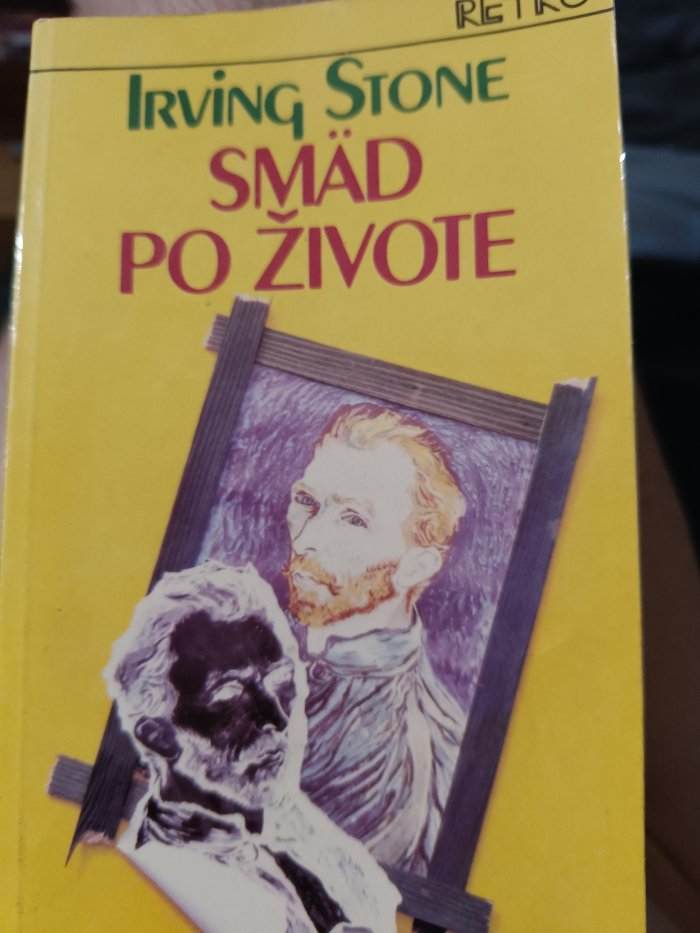 RETRO
IRVING STONE
SMÄD
PO ŽIVOTE